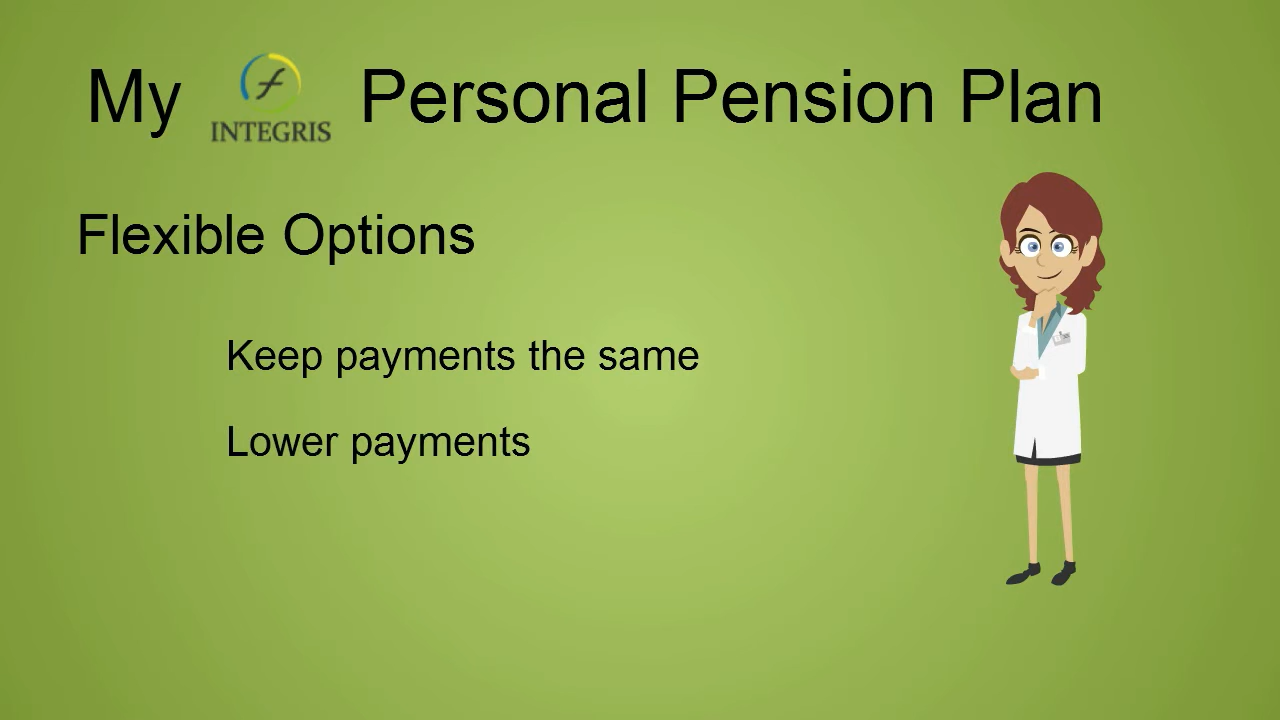 My INTEGRIS Personal Pension Plan
Flexible Options
Keep payments the same
Lower payments